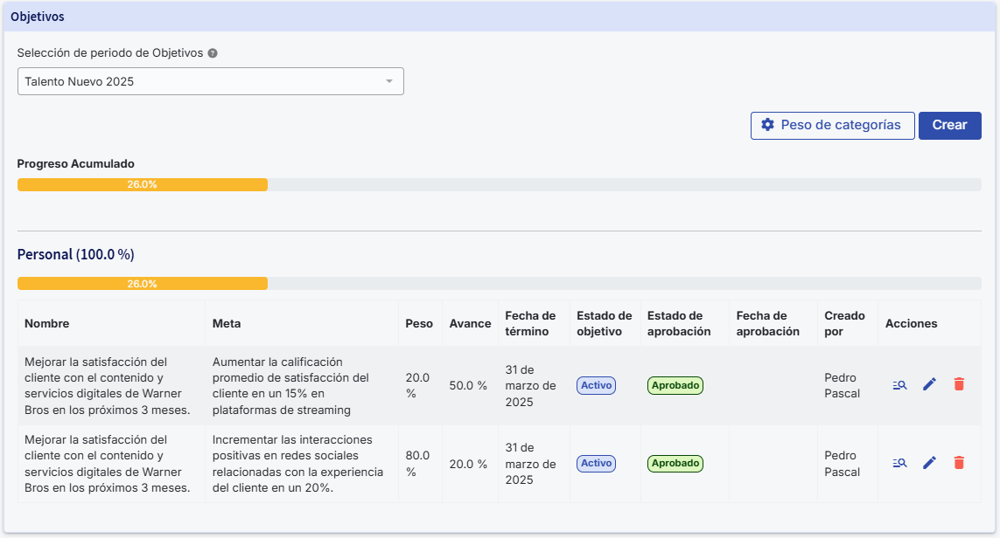 Objetivos
Selección de periodo de Objetivos ?
Talento Nuevo 2025
Peso de categorías
Crear
Progreso Acumulado
26.0%
Personal (100.0 %)
26.0%
Nombre
Meta
Peso
Avance
Fecha de
término
Estado de
objetivo
Estado de
aprobación
Fecha de
aprobación
Creado
por
Acciones
Mejorar la satisfacción del
cliente con el contenido y
servicios digitales de Warner
Bros en los próximos 3 meses.
Aumentar la calificación
promedio de satisfacción del
cliente en un 15% en
plataformas de streaming
20.0
%
50.0 %
31 de
marzo de
2025
Activo
Aprobado
Pedro
Pascal
Mejorar la satisfacción del
cliente con el contenido y
servicios digitales de Warner
Bros en los próximos 3 meses.
Incrementar las interacciones
positivas en redes sociales
relacionadas con la experiencia
del cliente en un 20%.
80.0
%
20.0 %
31 de
marzo de
2025
Activo
Aprobado
Pedro
Pascal